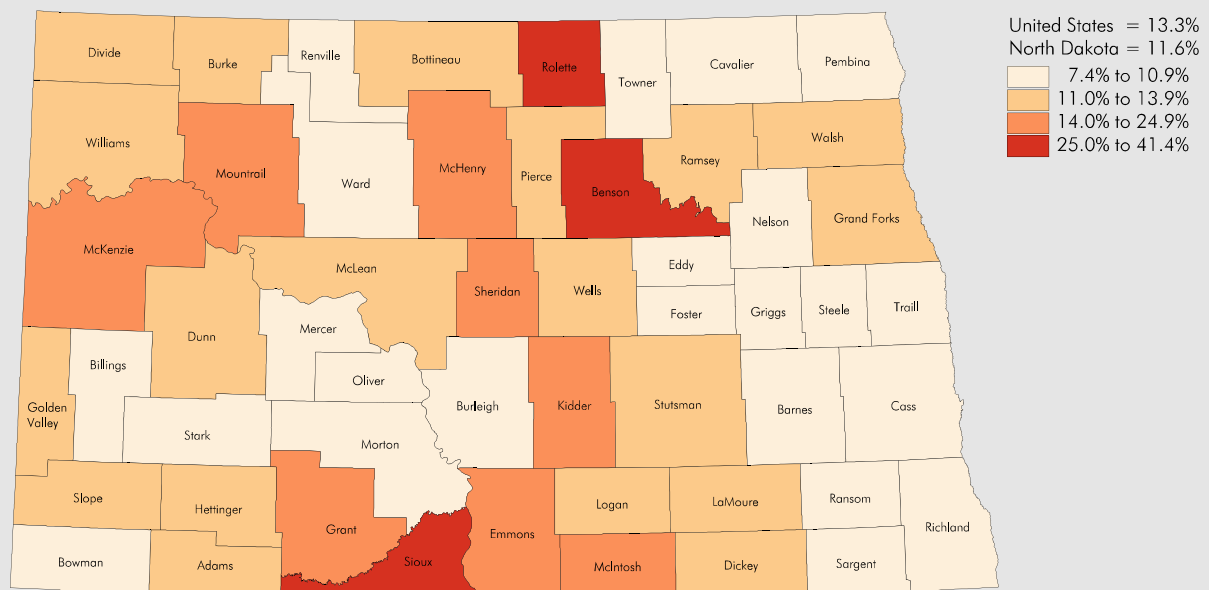 United States = 13.3%
North Dakota = 11.6%
7.4% to 10.9%
11.0% to 13.9%
14.0% to 24.9%
25.0% to 41.4%
Divide
Burke
Renville
Bottineau
Rolette
Towner
Cavalier
Pembina
Williams
Mountrail
Ward
McHenry
Pierce
Benson
Ramsey
Walsh
Nelson
Grand Forks
McKenzie
McLean
Sheridan
Wells
Eddy
Foster
Griggs
Steele
Traill
Dunn
Mercer
Oliver
Billings
Golden
Valley
Stark
Morton
Burleigh
Kidder
Stutsman
Barnes
Cass
Slope
Hettinger
Grant
Emmons
Logan
LaMoure
Ransom
Richland
Bowman
Adams
Sioux
McIntosh
Dickey
Sargent